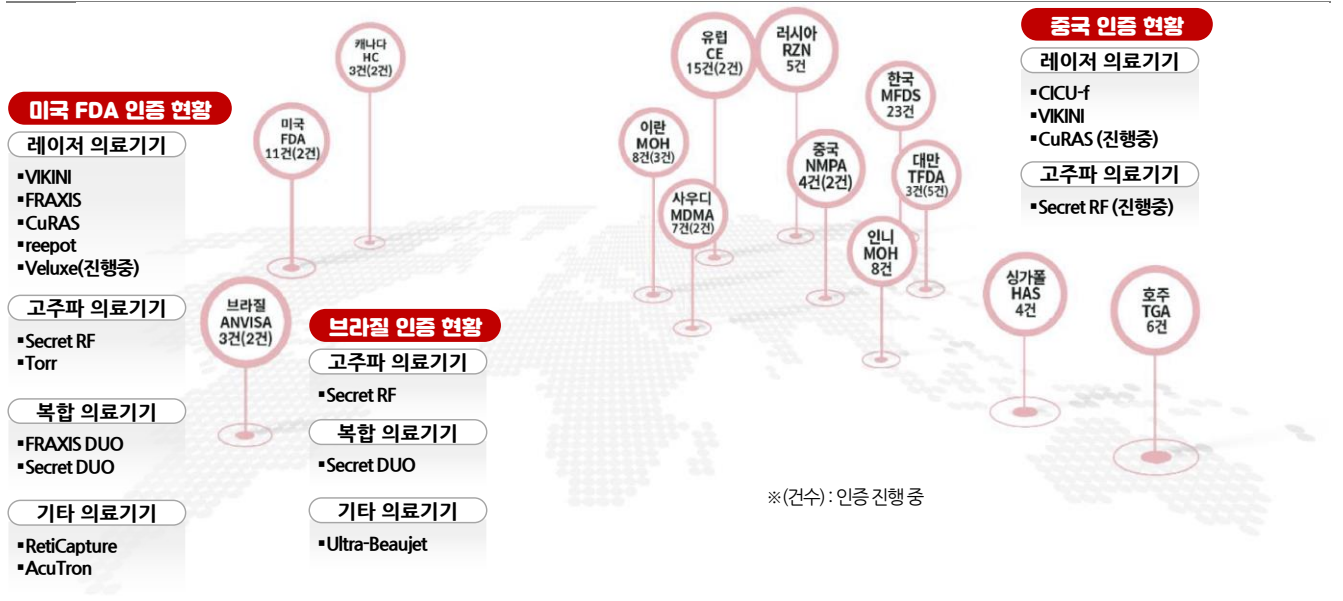 미국 FDA 인증 현황
레이저 의료기기
▪VIKINI
▪FRAXIS
▪CuRAS
▪reepot
▪Veluxe(진행중)
고주파 의료기기
▪Secret RF
▪Torr
복합 의료기기
▪FRAXIS DUO
▪Secret DUO
기타 의료기기
▪RetiCapture
▪AcuTron
캐나다
HC
3건(2건)
미국
FDA
11건(2건)
브라질
ANVISA
3건(2건)
브라질 인증 현황
고주파 의료기기
▪Secret RF
복합 의료기기
▪Secret DUO
기타 의료기기
▪Ultra-Beaujet
유럽
CE
15건(2건)
러시아
RZN
5건
이란
MOH
8건(3건)
사우디
MDMA
7건(2건)
한국
MFDS
23건
중국
NMPA
4건(2건)
대만
TFDA
3건(5건)
인니
MOH
8건
싱가폴
HAS
4건
호주
TGA
6건
중국 인증 현황
레이저 의료기기
▪CICU-f
▪VIKINI
▪CuRAS (진행중)
고주파 의료기기
▪Secret RF (진행중)
※(건수) : 인증 진행 중